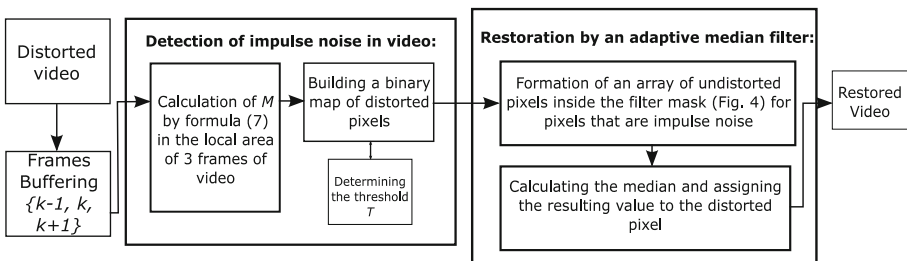 Distorted
video
Frames
Buffering
{k-1, k,
k+1}
Detection of impulse noise in video:
Calculation of M
by formula (7)
in the local area
of 3 frames of
video
Building a binary
map of distorted
pixels
Determining
the threshold
T
Restoration by an adaptive median filter:
Formation of an array of undistorted
pixels inside the filter mask (Fig. 4) for
pixels that are impulse noise
Calculating the median and assigning
the resulting value to the distorted
pixel
Restored
Video